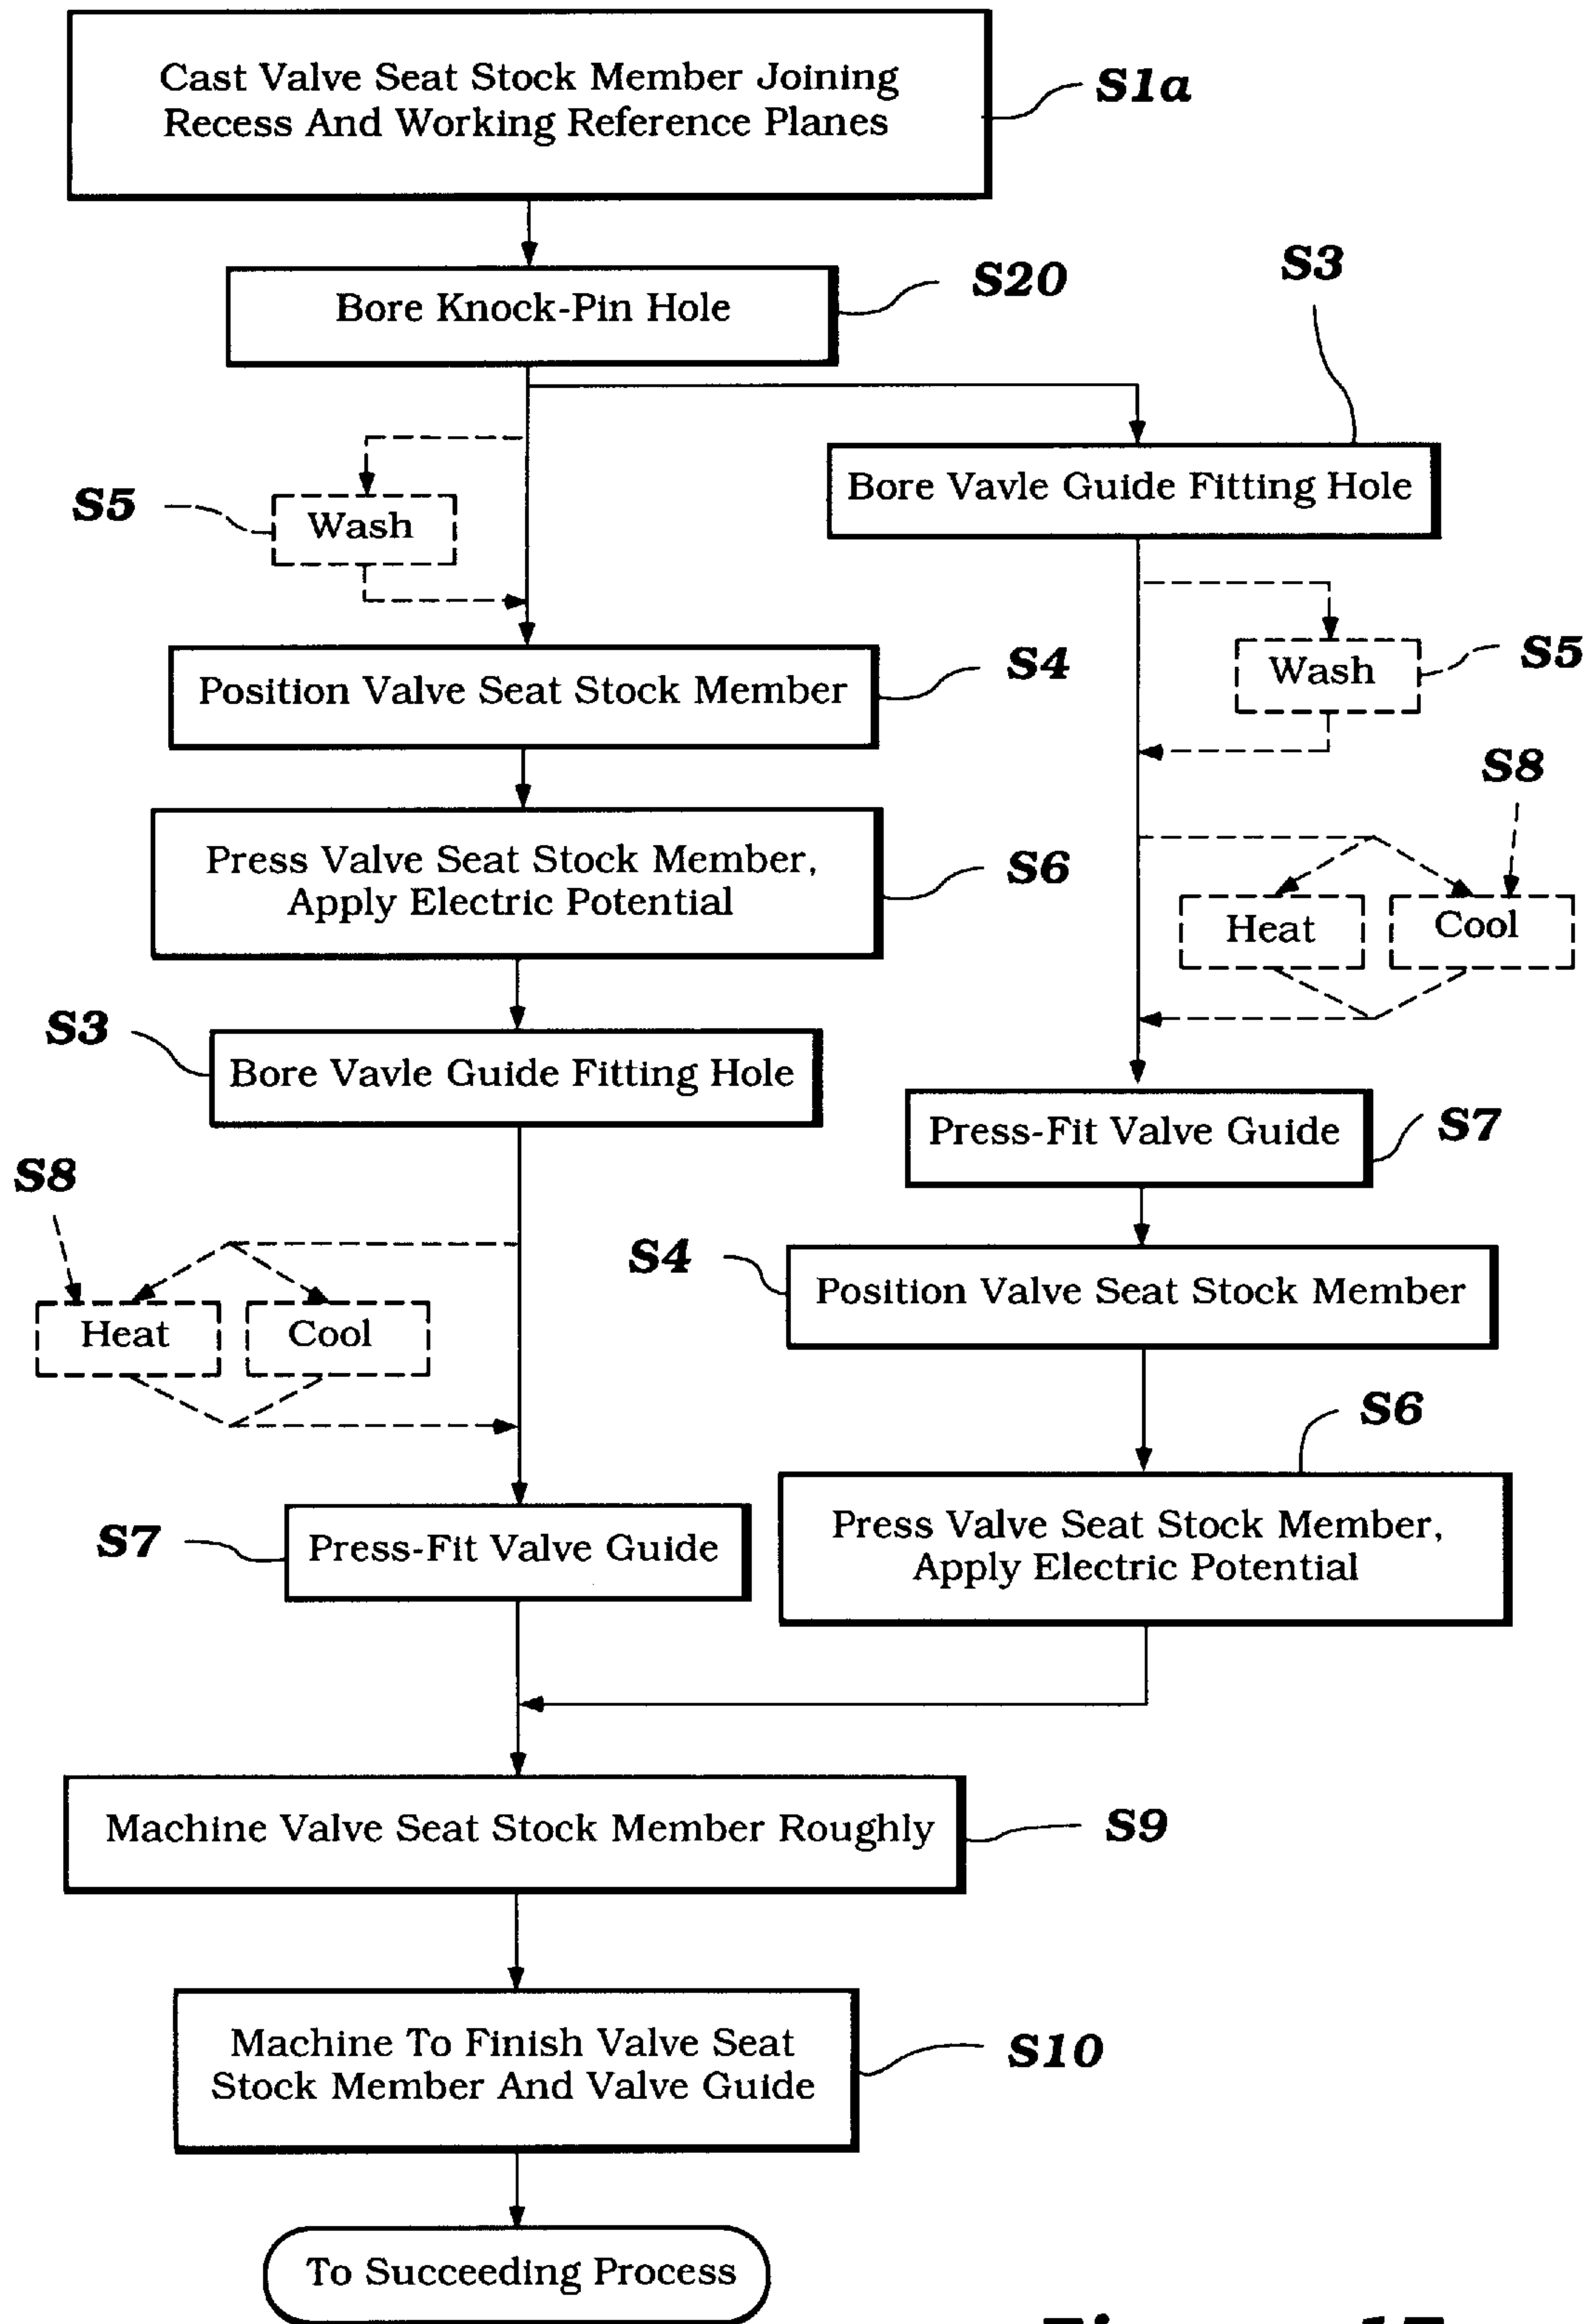 Cast Valve Seat Stock Member Joining
Recess And Working Reference Planes
S1a
Bore Knock-Pin Hole
S20
S3
Bore Vavle Guide Fitting Hole
S5
Wash
Position Valve Seat Stock Member
S4
Wash
S5
S8
Press Valve Seat Stock Member,
Apply Electric Potential
S6
Heat
Cool
S3
Bore Vavle Guide Fitting Hole
Press-Fit Valve Guide
S7
S8
S4
Position Valve Seat Stock Member
Heat
Cool
S6
S7
Press-Fit Valve Guide
Press Valve Seat Stock Member,
Apply Electric Potential
Machine Valve Seat Stock Member Roughly
S9
Machine To Finish Valve Seat
Stock Member And Valve Guide
S10
To Succeeding Process